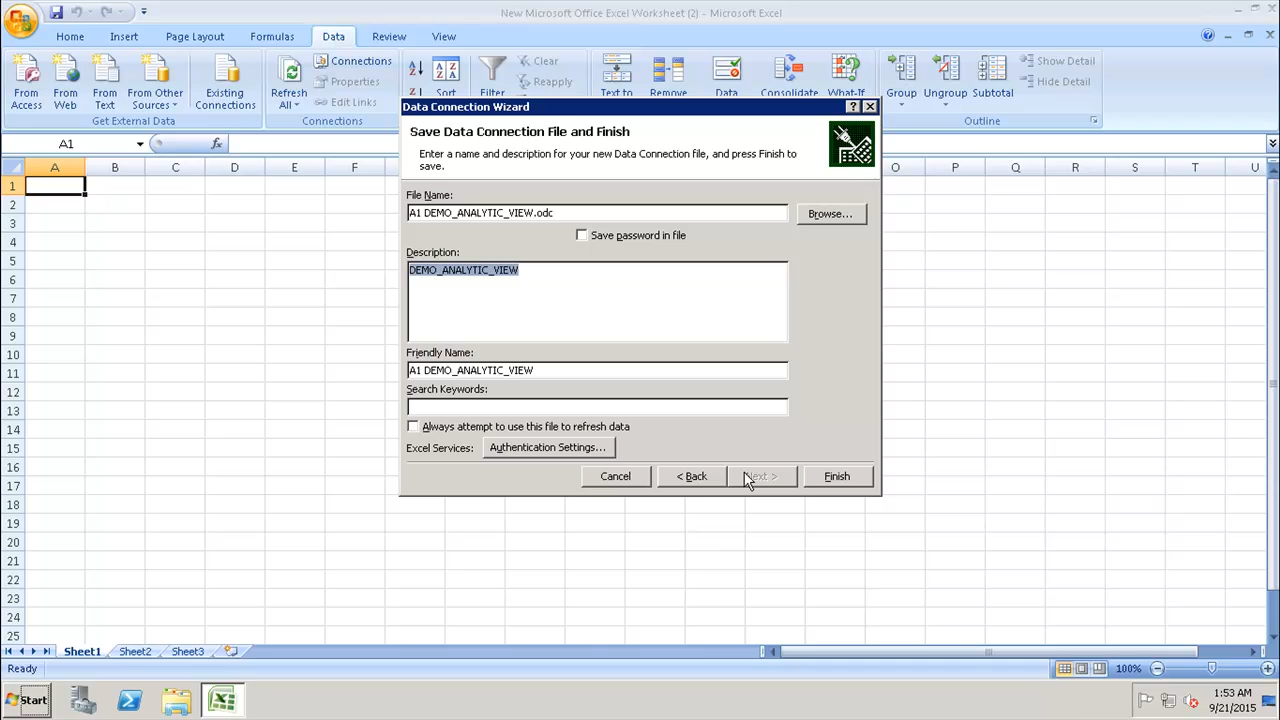 New Microsoft Office Excel Worksheet (2) - Microsoft Excel
Home Insert Page Layout Formulas Data Review View
From Access
From Web
From Text
From Other Sources
Existing Connections
Get External Data
Refresh All
Connections
Properties
Edit Links
Connections
Sort
Filter
Clear
Reapply
Text to
Remove
Data
Consolidate
What-If
Group
Ungroup
Subtotal
Show Detail
Hide Detail
Outline
A1
fx
A B C D E F O P Q R S T U
Data Connection Wizard
Save Data Connection File and Finish
Enter a name and description for your new Data Connection file, and press Finish to
save.
File Name:
A1 DEMO_ANALYTIC_VIEW.odc
Browse...
Save password in file
Description:
DEMO_ANALYTIC_VIEW
Friendly Name:
A1 DEMO_ANALYTIC_VIEW
Search Keywords:
Always attempt to use this file to refresh data
Excel Services: Authentication Settings...
Cancel < Back Next > Finish
1
2
3
4
5
6
7
8
9
10
11
12
13
14
15
16
17
18
19
20
21
22
23
24
25
Sheet1 Sheet2 Sheet3
Ready
100%
Start
1:53 AM
9/21/2015